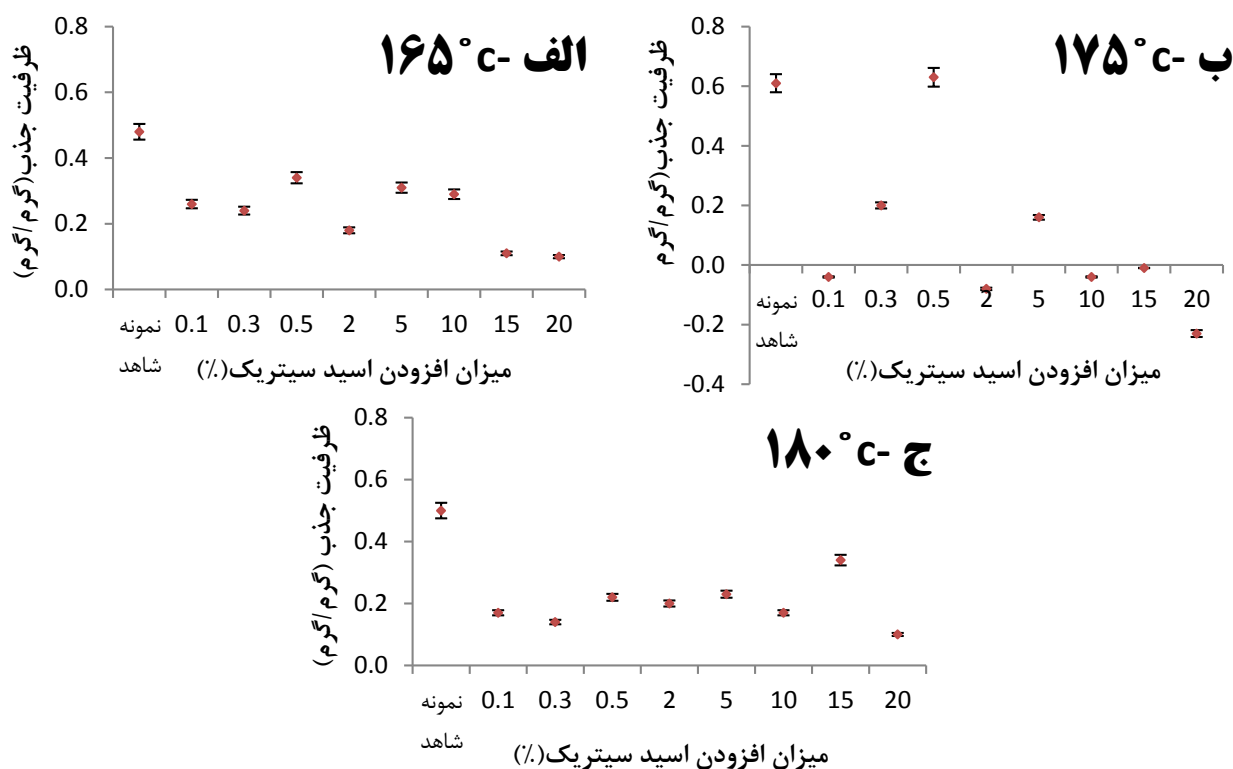 الف -165˚c
ظرفیت جذب(گرم/گرم)
0.8
0.6
0.4
0.2
0.0
نمونه شاهد 0.1 0.3 0.5 2 5 10 15 20
میزان افزودن اسید سیتریک(٪)
ب -۱۷۵˚c
ظرفیت جذب(گرم/گرم
0.8
0.6
0.4
0.2
0.0
-0.2
-0.4
نمونه شاهد 0.1 0.3 0.5 2 5 10 15 20
میزان افزودن اسید سیتریک(٪)
ج -۱۸۰˚c
ظرفیت جذب (گرم/گرم)
0.8
0.6
0.4
0.2
0.0
نمونه شاهد 0.1 0.3 0.5 2 5 10 15 20
میزان افزودن اسید سیتریک(٪)